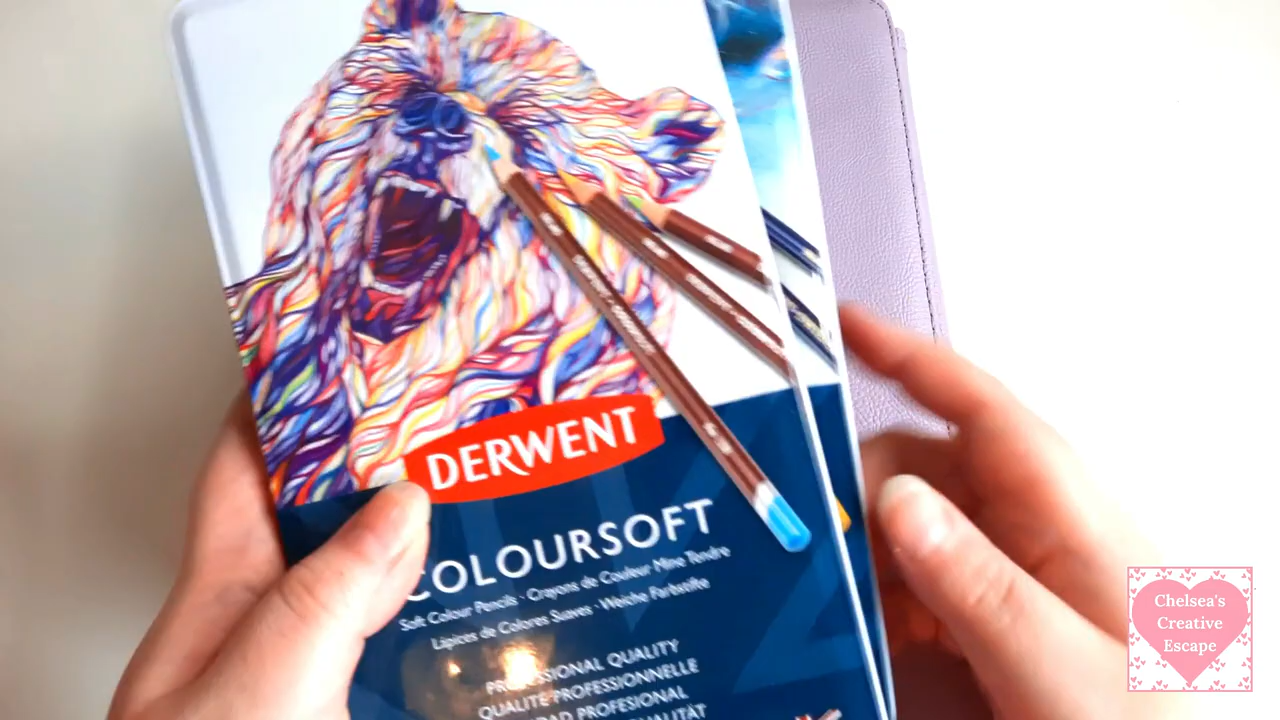 DERWENT
COLOURSOFT
Soft Colour Pencils · Crayons de Couleur Mine Tendre
Lápices de Colores Suaves · Weiche Farbstifte
PROFESSIONAL QUALITY
QUALITÉ PROFESSIONNELLE
PROFESIONAL
Chelsea's
Creative
Escape